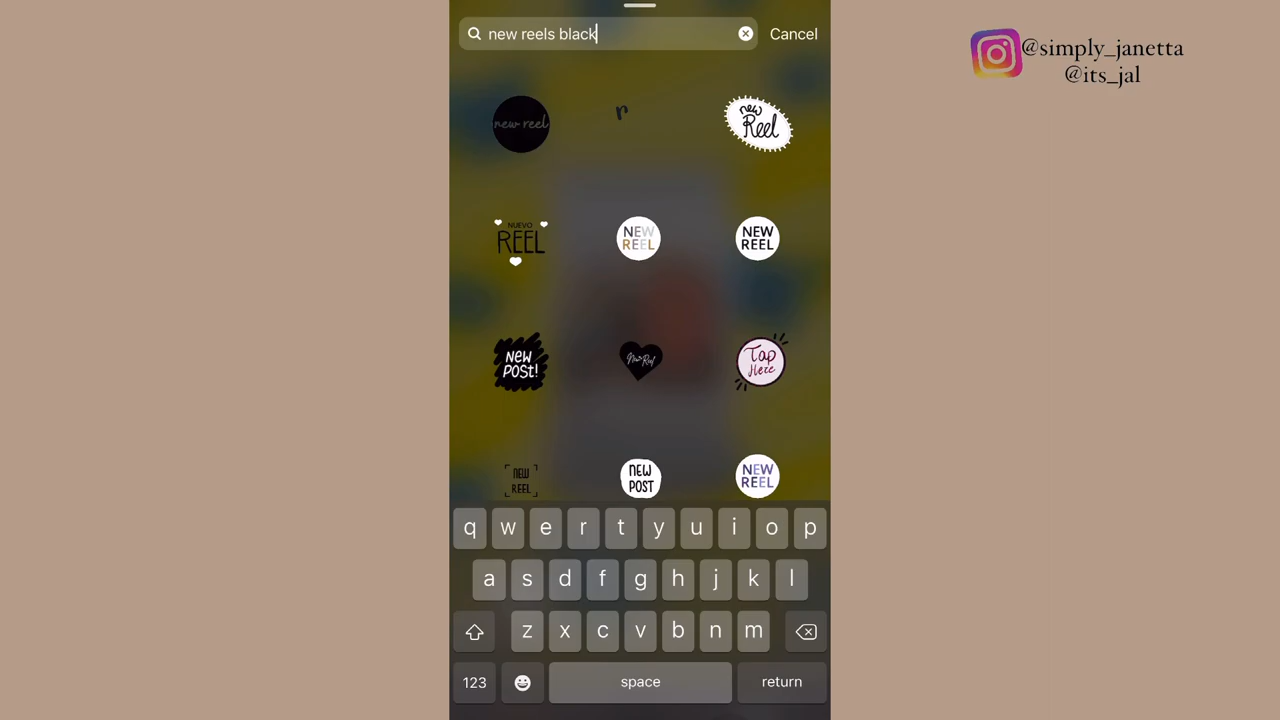 new reels black
Cancel
@simply_janetta
@its_jal
new reel
r
new
Reel
NUEVO
REEL
NEW
REEL
NEW
REEL
NEW
POST!
New Reel
Tap
Here
NEW
REEL
NEW
POST
NEW
REEL
q w e r t y u i o p
a s d f g h j k l
z x c v b n m
123 space return